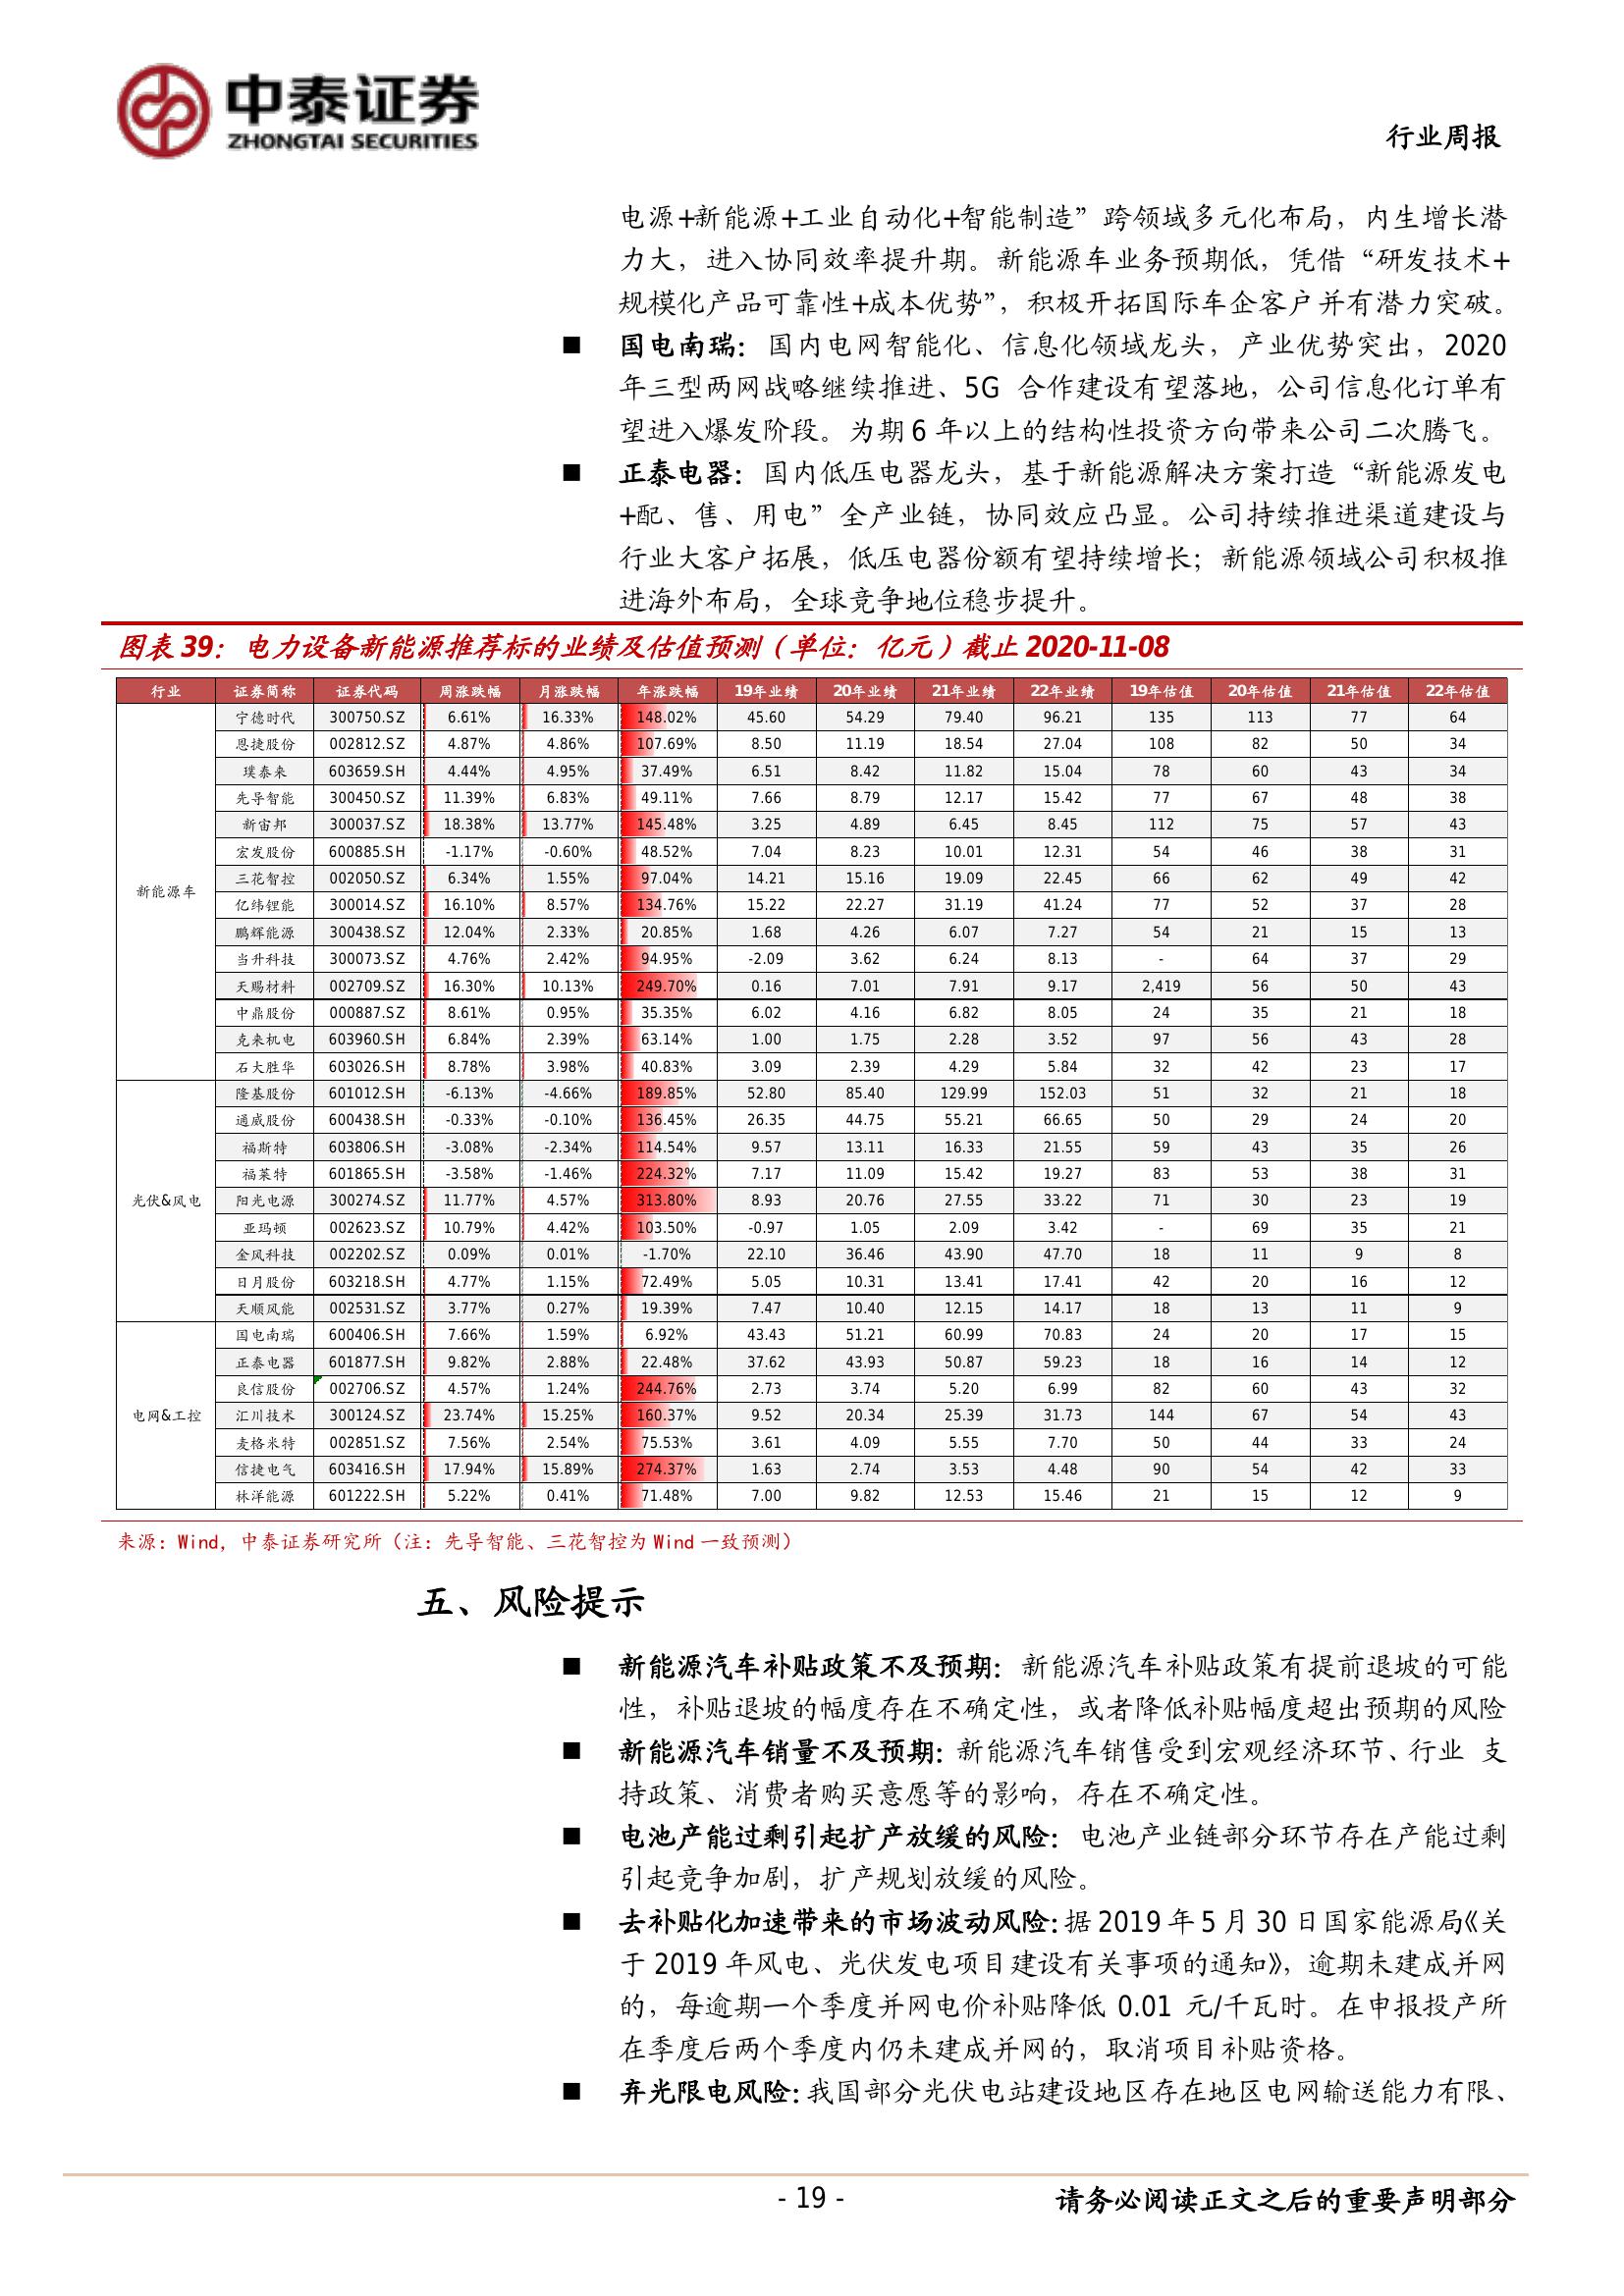 中泰证券
ZHONGTAI SECURITIES
行业周报
电源+新能源+工业自动化+智能制造”跨领域多元化布局，内生增长潜
力大，进入协同效率提升期。新能源车业务预期低，凭借“研发技术+
规模化产品可靠性+成本优势”，积极开拓国际车企客户并有潜力突破。
■ 国电南瑞：国内电网智能化、信息化领域龙头，产业优势突出，2020
年三型两网战略继续推进、5G 合作建设有望落地，公司信息化订单有
望进入爆发阶段。为期 6 年以上的结构性投资方向带来公司二次腾飞。
■ 正泰电器：国内低压电器龙头，基于新能源解决方案打造“新能源发电
+配、售、用电”全产业链，协同效应凸显。公司持续推进渠道建设与
行业大客户拓展，低压电器份额有望持续增长；新能源领域公司积极推
进海外布局，全球竞争地位稳步提升。
图表 39：电力设备新能源推荐标的业绩及估值预测（单位：亿元）截止 2020-11-08
行业 证券简称 证券代码 周涨跌幅 月涨跌幅 年涨跌幅 19年业绩 20年业绩 21年业绩 22年业绩 19年估值 20年估值 21年估值 22年估值
新能源车
宁德时代 300750.SZ 6.61% 16.33% 148.02% 45.60 54.29 79.40 96.21 135 113 77 64
恩捷股份 002812.SZ 4.87% 4.86% 107.69% 8.50 11.19 18.54 27.04 108 82 50 34
璞泰来 603659.SH 4.44% 4.95% 37.49% 6.51 8.42 11.82 15.04 78 60 43 34
先导智能 300450.SZ 11.39% 6.83% 49.11% 7.66 8.79 12.17 15.42 77 67 48 38
新宙邦 300037.SZ 18.38% 13.77% 145.48% 3.25 4.89 6.45 8.45 112 75 57 43
宏发股份 600885.SH -1.17% -0.60% 48.52% 7.04 8.23 10.01 12.31 54 46 38 31
三花智控 002050.SZ 6.34% 1.55% 97.04% 14.21 15.16 19.09 22.45 66 62 49 42
亿纬锂能 300014.SZ 16.10% 8.57% 134.76% 15.22 22.27 31.19 41.24 77 52 37 28
鹏辉能源 300438.SZ 12.04% 2.33% 20.85% 1.68 4.26 6.07 7.27 54 21 15 13
当升科技 300073.SZ 4.76% 2.42% 94.95% -2.09 3.62 6.24 8.13 - 64 37 29
天赐材料 002709.SZ 16.30% 10.13% 249.70% 0.16 7.01 7.91 9.17 2,419 56 50 43
中鼎股份 000887.SZ 8.61% 0.95% 35.35% 6.02 4.16 6.82 8.05 24 35 21 18
克来机电 603960.SH 6.84% 2.39% 63.14% 1.00 1.75 2.28 3.52 97 56 43 28
石大胜华 603026.SH 8.78% 3.98% 40.83% 3.09 2.39 4.29 5.84 32 42 23 17
光伏&风电
隆基股份 601012.SH -6.13% -4.66% 189.85% 52.80 85.40 129.99 152.03 51 32 21 18
通威股份 600438.SH -0.33% -0.10% 136.45% 26.35 44.75 55.21 66.65 50 29 24 20
福斯特 603806.SH -3.08% -2.34% 114.54% 9.57 13.11 16.33 21.55 59 43 35 26
福莱特 601865.SH -3.58% -1.46% 224.32% 7.17 11.09 15.42 19.27 83 53 38 31
阳光电源 300274.SZ 11.77% 4.57% 313.80% 8.93 20.76 27.55 33.22 71 30 23 19
亚玛顿 002623.SZ 10.79% 4.42% 103.50% -0.97 1.05 2.09 3.42 - 69 35 21
金风科技 002202.SZ 0.09% 0.01% -1.70% 22.10 36.46 43.90 47.70 18 11 9 8
日月股份 603218.SH 4.77% 1.15% 72.49% 5.05 10.31 13.41 17.41 42 20 16 12
天顺风能 002531.SZ 3.77% 0.27% 19.39% 7.47 10.40 12.15 14.17 18 13 11 9
电网&工控
国电南瑞 600406.SH 7.66% 1.59% 6.92% 43.43 51.21 60.99 70.83 24 20 17 15
正泰电器 601877.SH 9.82% 2.88% 22.48% 37.62 43.93 50.87 59.23 18 16 14 12
良信股份 002706.SZ 4.57% 1.24% 244.76% 2.73 3.74 5.20 6.99 82 60 43 32
汇川技术 300124.SZ 23.74% 15.25% 160.37% 9.52 20.34 25.39 31.73 144 67 54 43
麦格米特 002851.SZ 7.56% 2.54% 75.53% 3.61 4.09 5.55 7.70 50 44 33 24
信捷电气 603416.SH 17.94% 15.89% 274.37% 1.63 2.74 3.53 4.48 90 54 42 33
林洋能源 601222.SH 5.22% 0.41% 71.48% 7.00 9.82 12.53 15.46 21 15 12 9
来源：Wind，中泰证券研究所（注：先导智能、三花智控为 Wind 一致预测）
五、风险提示
■ 新能源汽车补贴政策不及预期：新能源汽车补贴政策有提前退坡的可能
性，补贴退坡的幅度存在不确定性，或者降低补贴幅度超出预期的风险
■ 新能源汽车销量不及预期：新能源汽车销售受到宏观经济环节、行业 支
持政策、消费者购买意愿等的影响，存在不确定性。
■ 电池产能过剩引起扩产放缓的风险：电池产业链部分环节存在产能过剩
引起竞争加剧，扩产规划放缓的风险。
■ 去补贴化加速带来的市场波动风险：据 2019 年 5 月 30 日国家能源局《关
于 2019 年风电、光伏发电项目建设有关事项的通知》，逾期未建成并网
的，每逾期一个季度并网电价补贴降低 0.01 元/千瓦时。在申报投产所
在季度后两个季度内仍未建成并网的，取消项目补贴资格。
■ 弃光限电风险：我国部分光伏电站建设地区存在地区电网输送能力有限、
- 19 -
请务必阅读正文之后的重要声明部分